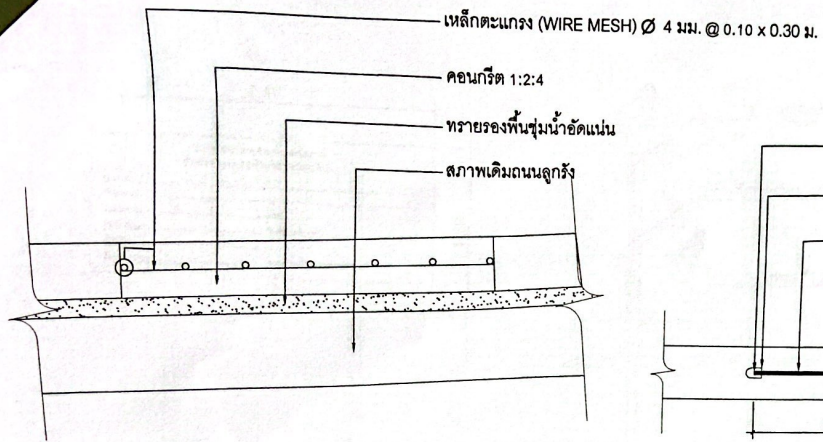 เหล็กตะแกรง (WIRE MESH) Ø 4 มม. @ 0.10 x 0.30 ม.
คอนกรีต 1:2:4
ทรายรองพื้นชุ่มน้ำอัดแน่น
สภาพเดิมถนนลูกรัง